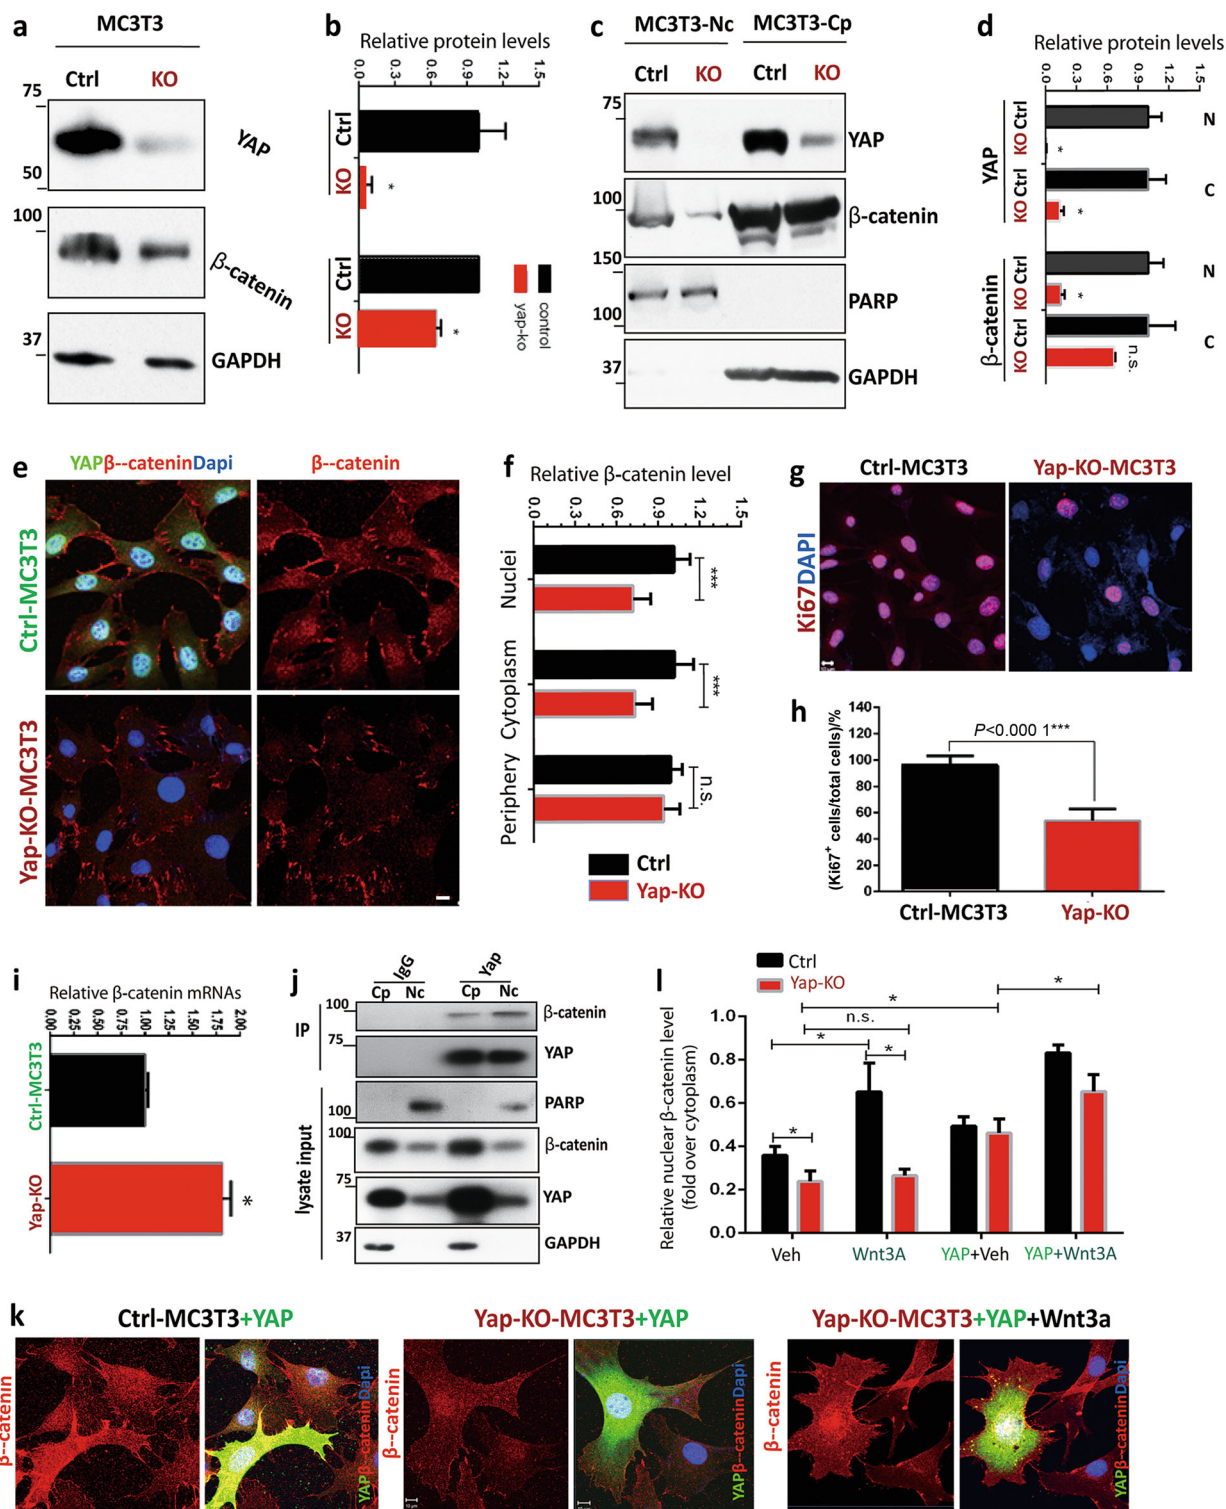 a
MC3T3
Ctrl KO
75
50
YAP
100
β-catenin
37
GAPDH
b
Relative protein levels
0.0 0.3 0.6 0.9 1.2 1.5
Ctrl
KO
*
Ctrl
KO
*
control
yap-ko
c
MC3T3-Nc MC3T3-Cp
Ctrl KO Ctrl KO
75
YAP
100
β-catenin
150
100
PARP
37
GAPDH
d
Relative protein levels
0.0 0.3 0.6 0.9 1.2 1.5
YAP
KO Ctrl
N
*
KO Ctrl
C
*
β-catenin
KO Ctrl
N
*
KO Ctrl
C
n.s.
e
YAPβ--cateninDapi
β--catenin
Ctrl-MC3T3
Yap-KO-MC3T3
f
Relative β-catenin level
0.0 0.3 0.6 0.9 1.2 1.5
Nuclei
***
Cytoplasm
***
Periphery
n.s.
Ctrl
Yap-KO
g
Ctrl-MC3T3 Yap-KO-MC3T3
Ki67DAPI
h
(Ki67+ cells/total cells)/%
140
120
100
80
60
40
20
0
P<0.000 1***
Ctrl-MC3T3 Yap-KO
i
Relative β-catenin mRNAs
0.00 0.25 0.50 0.75 1.00 1.25 1.50 1.75 2.00
Ctrl-MC3T3
Yap-KO
*
j
IgG Yap
Cp Nc Cp Nc
IP
100
β-catenin
75
YAP
lysate input
100
PARP
100
β-catenin
75
YAP
37
GAPDH
l
Ctrl
Yap-KO
Relative nuclear β-catenin level
(fold over cytoplasm)
1.0
0.8
0.6
0.4
0.2
0.0
*
*
n.s.
*
*
*
Veh Wnt3A YAP+Veh YAP+Wnt3A
k
Ctrl-MC3T3+YAP
β--catenin
YAPβ--cateninDapi
Yap-KO-MC3T3+YAP
β--catenin
YAPβ--cateninDapi
Yap-KO-MC3T3+YAP+Wnt3a
β--catenin
YAPβ--cateninDapi